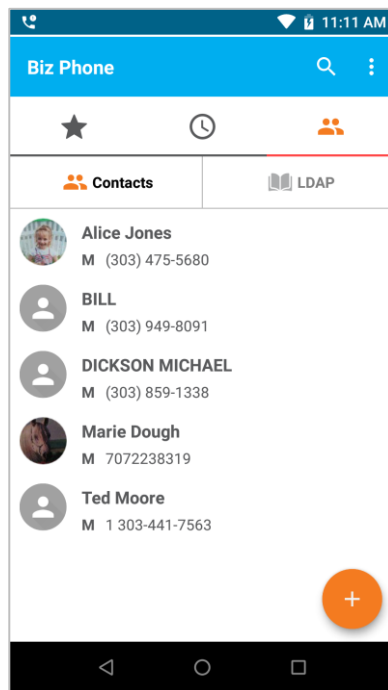 11:11 AM
Biz Phone
Contacts
LDAP
Alice Jones
M (303) 475-5680
BILL
M (303) 949-8091
DICKSON MICHAEL
M (303) 859-1338
Marie Dough
M 7072238319
Ted Moore
M 1 303-441-7563